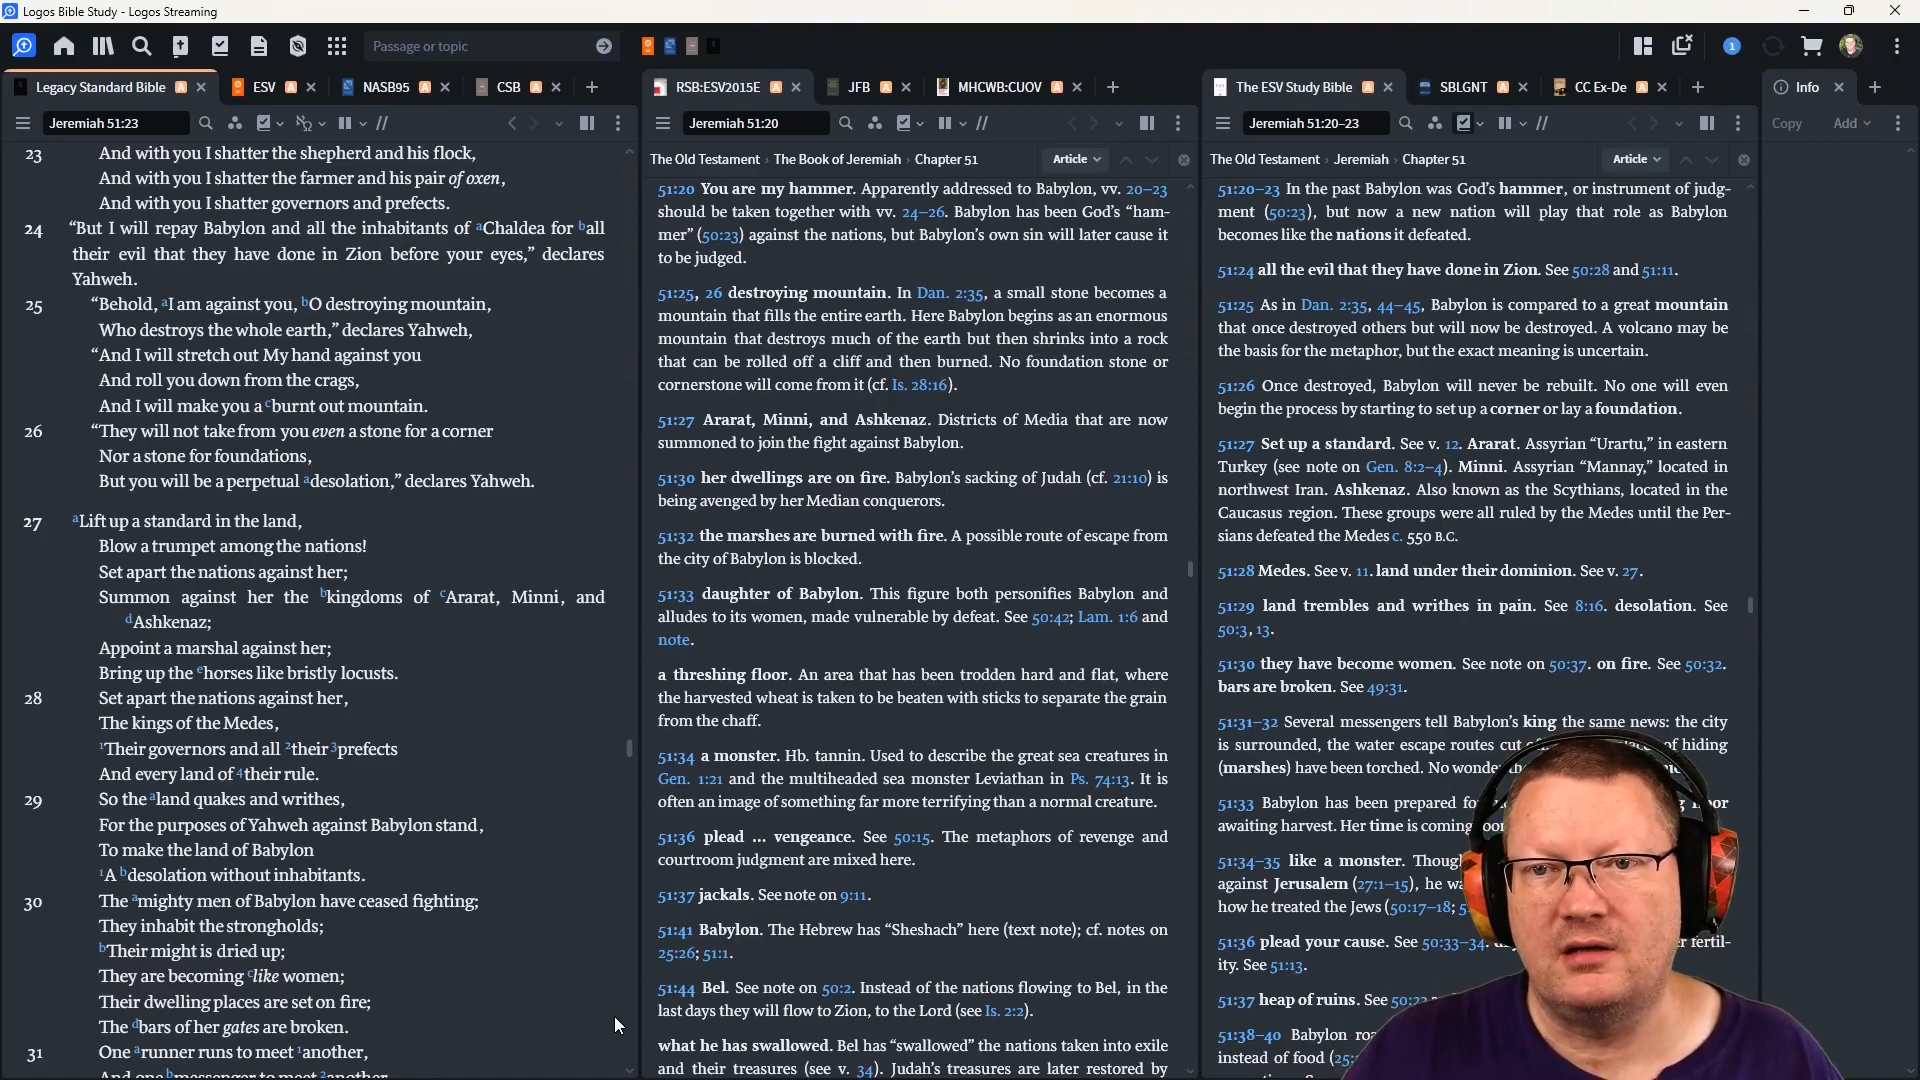 Logos Bible Study - Logos Streaming
Passage or topic
1
Legacy Standard Bible A
ESV A
NASB95 A
CSB A
RSB:ESV2015E A
JFB A
MHCWB:CUOV A
The ESV Study Bible A
SBLGNT A
CC Ex-De A
Info
Jeremiah 51:23
Jeremiah 51:20
Jeremiah 51:20–23
Copy
Add
23 And with you I shatter the shepherd and his flock,
And with you I shatter the farmer and his pair of oxen,
And with you I shatter governors and prefects.
24 “But I will repay Babylon and all the inhabitants of aChaldea for ball
their evil that they have done in Zion before your eyes,” declares
Yahweh.
25 “Behold, aI am against you, bO destroying mountain,
Who destroys the whole earth,” declares Yahweh,
“And I will stretch out My hand against you
And roll you down from the crags,
And I will make you a cburnt out mountain.
26 “They will not take from you even a stone for a corner
Nor a stone for foundations,
But you will be a perpetual adesolation,” declares Yahweh.
27 aLift up a standard in the land,
Blow a trumpet among the nations!
Set apart the nations against her;
Summon against her the bkingdoms of cArarat, Minni, and
dAshkenaz;
Appoint a marshal against her;
Bring up the ehorses like bristly locusts.
28 Set apart the nations against her,
The kings of the Medes,
1Their governors and all 2their 3prefects
And every land of 4their rule.
29 So the aland quakes and writhes,
For the purposes of Yahweh against Babylon stand,
To make the land of Babylon
1A bdesolation without inhabitants.
30 The amighty men of Babylon have ceased fighting;
They inhabit the strongholds;
bTheir might is dried up;
They are becoming clike women;
Their dwelling places are set on fire;
The dbars of her gates are broken.
31 One arunner runs to meet 1another,
And one bmessenger to meet 2another,
The Old Testament › The Book of Jeremiah › Chapter 51
Article
51:20 You are my hammer. Apparently addressed to Babylon, vv. 20–23
should be taken together with vv. 24–26. Babylon has been God’s “ham-
mer” (50:23) against the nations, but Babylon’s own sin will later cause it
to be judged.
51:25, 26 destroying mountain. In Dan. 2:35, a small stone becomes a
mountain that fills the entire earth. Here Babylon begins as an enormous
mountain that destroys much of the earth but then shrinks into a rock
that can be rolled off a cliff and then burned. No foundation stone or
cornerstone will come from it (cf. Is. 28:16).
51:27 Ararat, Minni, and Ashkenaz. Districts of Media that are now
summoned to join the fight against Babylon.
51:30 her dwellings are on fire. Babylon’s sacking of Judah (cf. 21:10) is
being avenged by her Median conquerors.
51:32 the marshes are burned with fire. A possible route of escape from
the city of Babylon is blocked.
51:33 daughter of Babylon. This figure both personifies Babylon and
alludes to its women, made vulnerable by defeat. See 50:42; Lam. 1:6 and
note.
a threshing floor. An area that has been trodden hard and flat, where
the harvested wheat is taken to be beaten with sticks to separate the grain
from the chaff.
51:34 a monster. Hb. tannin. Used to describe the great sea creatures in
Gen. 1:21 and the multiheaded sea monster Leviathan in Ps. 74:13. It is
often an image of something far more terrifying than a normal creature.
51:36 plead ... vengeance. See 50:15. The metaphors of revenge and
courtroom judgment are mixed here.
51:37 jackals. See note on 9:11.
51:41 Babylon. The Hebrew has “Sheshach” here (text note); cf. notes on
25:26; 51:1.
51:44 Bel. See note on 50:2. Instead of the nations flowing to Bel, in the
last days they will flow to Zion, to the Lord (see Is. 2:2).
what he has swallowed. Bel has “swallowed” the nations taken into exile
and their treasures (see v. 34). Judah’s treasures are later restored by
The Old Testament › Jeremiah › Chapter 51
Article
51:20–23 In the past Babylon was God’s hammer, or instrument of judg-
ment (50:23), but now a new nation will play that role as Babylon
becomes like the nations it defeated.
51:24 all the evil that they have done in Zion. See 50:28 and 51:11.
51:25 As in Dan. 2:35, 44–45, Babylon is compared to a great mountain
that once destroyed others but will now be destroyed. A volcano may be
the basis for the metaphor, but the exact meaning is uncertain.
51:26 Once destroyed, Babylon will never be rebuilt. No one will even
begin the process by starting to set up a corner or lay a foundation.
51:27 Set up a standard. See v. 12. Ararat. Assyrian “Urartu,” in eastern
Turkey (see note on Gen. 8:2–4). Minni. Assyrian “Mannay,” located in
northwest Iran. Ashkenaz. Also known as the Scythians, located in the
Caucasus region. These groups were all ruled by the Medes until the Per-
sians defeated the Medes c. 550 B.C.
51:28 Medes. See v. 11. land under their dominion. See v. 27.
51:29 land trembles and writhes in pain. See 8:16. desolation. See
50:3, 13.
51:30 they have become women. See note on 50:37. on fire. See 50:32.
bars are broken. See 49:31.
51:31–32 Several messengers tell Babylon’s king the same news: the city
is surrounded, the water escape routes cut of hiding
(marshes) have been torched. No wonder
51:33 Babylon has been prepared
awaiting harvest. Her time is coming
51:34–35 like a monster.
against Jerusalem (27:1–15), he
how he treated the Jews (50:17–18;
51:36 plead your cause. See 50:33–34. fertil-
ity. See 51:13.
51:37 heap of ruins. See
51:38–40 Babylon
instead of food